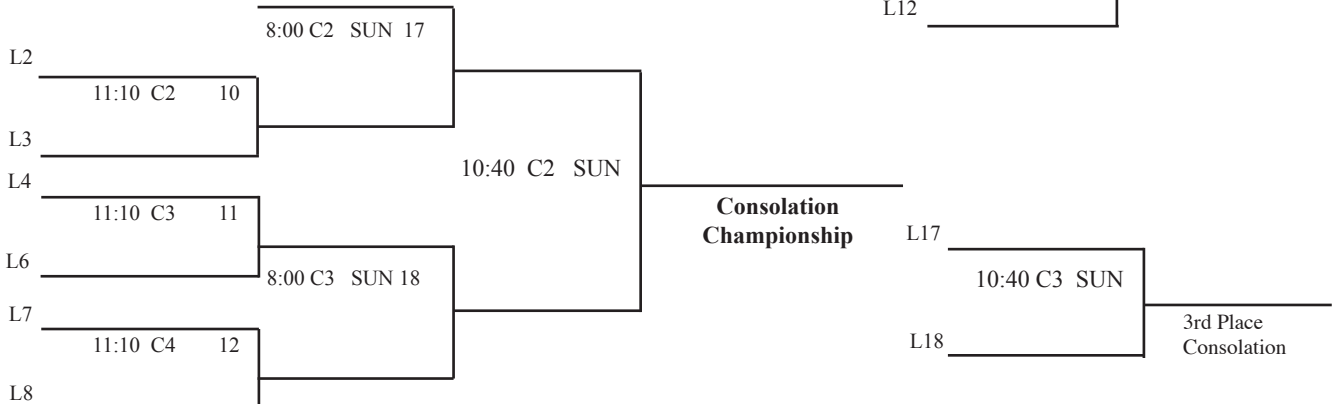 L12
8:00 C2 SUN 17
L2
11:10 C2 10
L3
L4
11:10 C3 11
L6
8:00 C3 SUN 18
L7
11:10 C4 12
L8
10:40 C2 SUN
Consolation
Championship
L17
10:40 C3 SUN
L18
3rd Place
Consolation